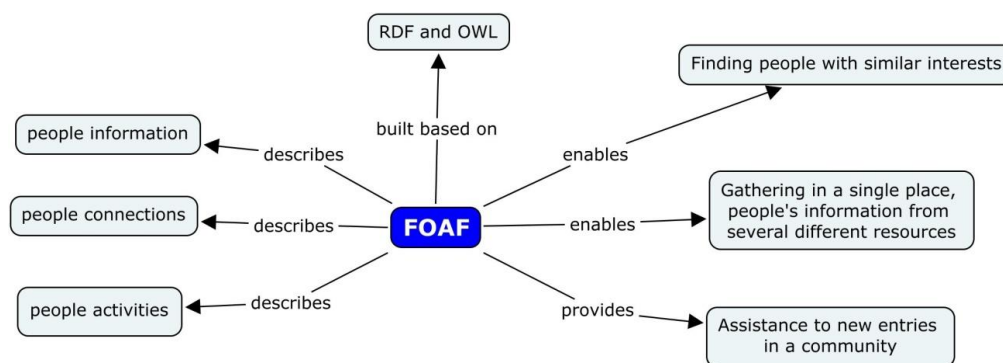 RDF and OWL
Finding people with similar interests
built based on
people information
describes
enables
people connections
describes
FOAF
enables
Gathering in a single place,
people's information from
several different resources
people activities
describes
provides
Assistance to new entries
in a community